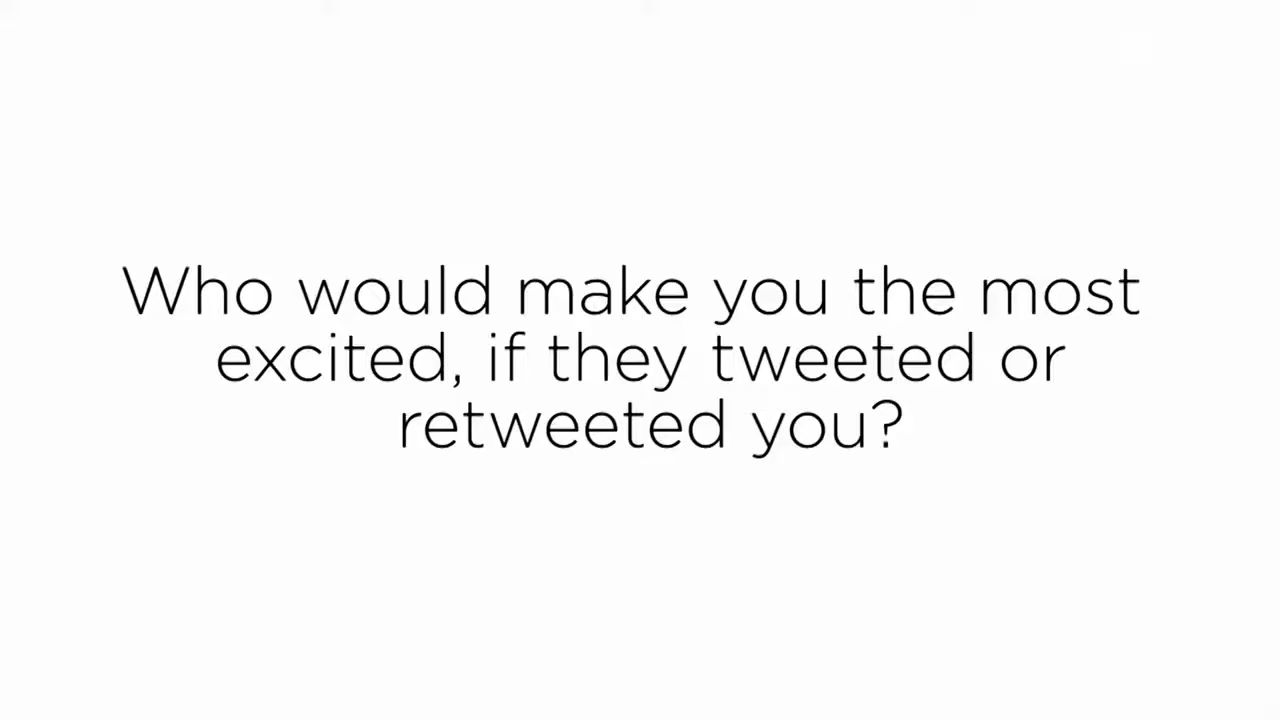 Who would make you the most
excited, if they tweeted or
retweeted you?